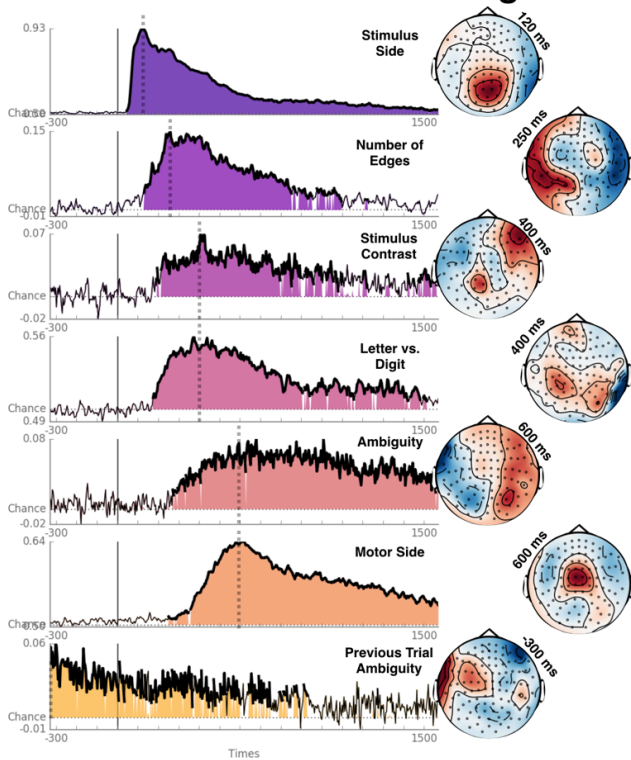 0.93
Stimulus
Side
120 ms
Chance
-300
1500
0.15
Number of
Edges
250 ms
Chance
-0.01
-300
1500
0.07
Stimulus
Contrast
400 ms
Chance
-0.02
-300
1500
0.56
Letter vs.
Digit
400 ms
Chance
0.49
-300
1500
0.08
Ambiguity
600 ms
Chance
-0.02
-300
1500
0.64
Motor Side
600 ms
-300
1500
0.06
Previous Trial
Ambiguity
-300 ms
Chance
-0.01
-300
1500
Times